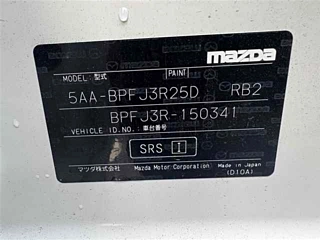 mazda
MODEL: 型式 PAINT
5AA-BPFJ3R25D RB2
BPFJ3R-150341
VEHICLE ID.NO.: 車台番号
SRS I
マツダ株式会社 Mazda Motor Corporation Made in Japan
(D10A)